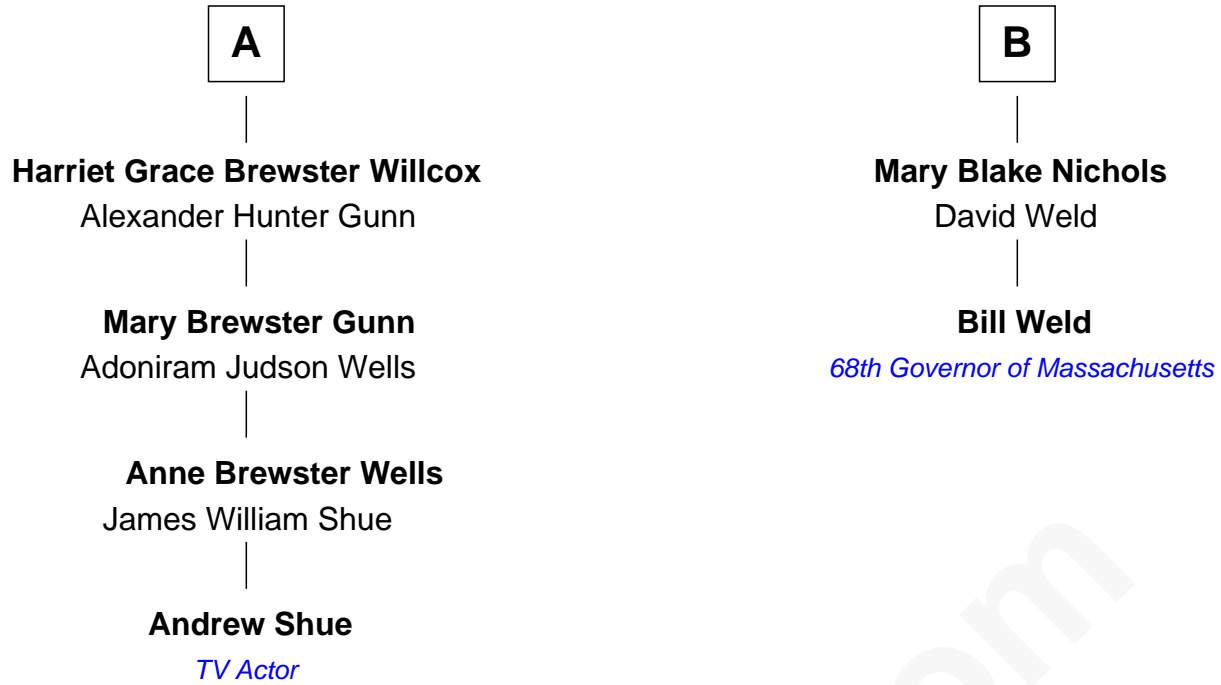 A
Harriet Grace Brewster Willcox
Alexander Hunter Gunn
Mary Brewster Gunn
Adoniram Judson Wells
Anne Brewster Wells
James William Shue
Andrew Shue
TV Actor
B
Mary Blake Nichols
David Weld
Bill Weld
68th Governor of Massachusetts
om